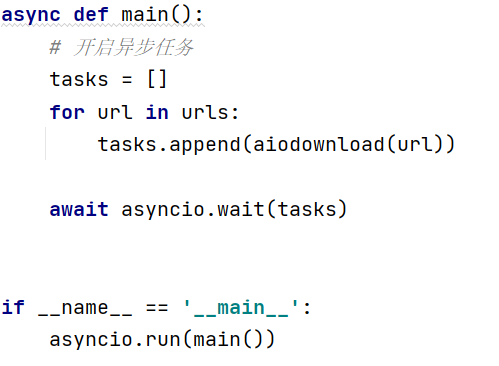 async def main():
    # 开启异步任务
    tasks = []
    for url in urls:
        tasks.append(aiodownload(url))
    await asyncio.wait(tasks)
if __name__ == '__main__':
    asyncio.run(main())